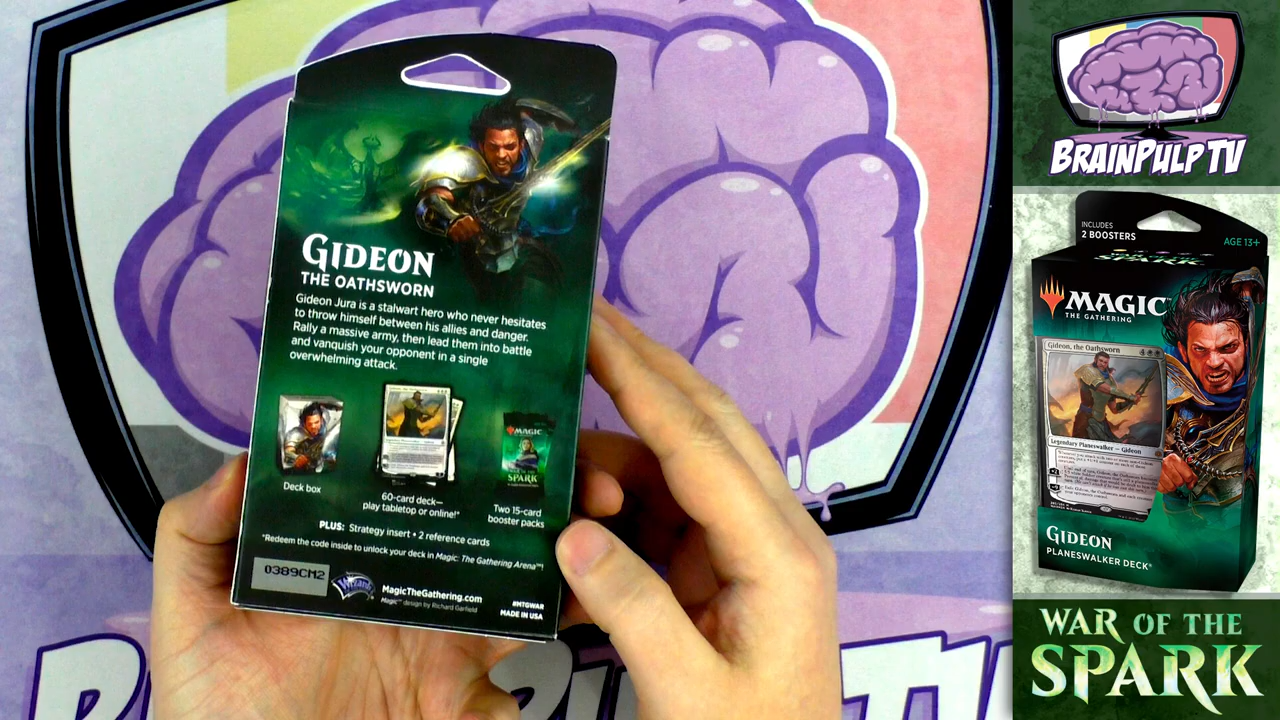 GIDEON
THE OATHSWORN
Gideon Jura is a stalwart hero who never hesitates
to throw himself between his allies and danger.
Rally a massive army, then lead them into battle
and vanquish your opponent in a single
overwhelming attack.
Deck box
60-card deck—
play tabletop or online!*
Two 15-card
booster packs
MAGIC
SPARK
PLUS: Strategy insert • 2 reference cards
*Redeem the code inside to unlock your deck in Magic: The Gathering Arena™!
0389CM2
Wizards
MagicTheGathering.com
Magic™ design by Richard Garfield
#MTGWAR
MADE IN USA
BRAINPULP TV
INCLUDES
2 BOOSTERS
AGE 13+
SPARK
MAGIC
THE GATHERING
Gideon, the Oathsworn
Legendary Planeswalker — Gideon
GIDEON
PLANESWALKER DECK
WAR OF THE
SPARK